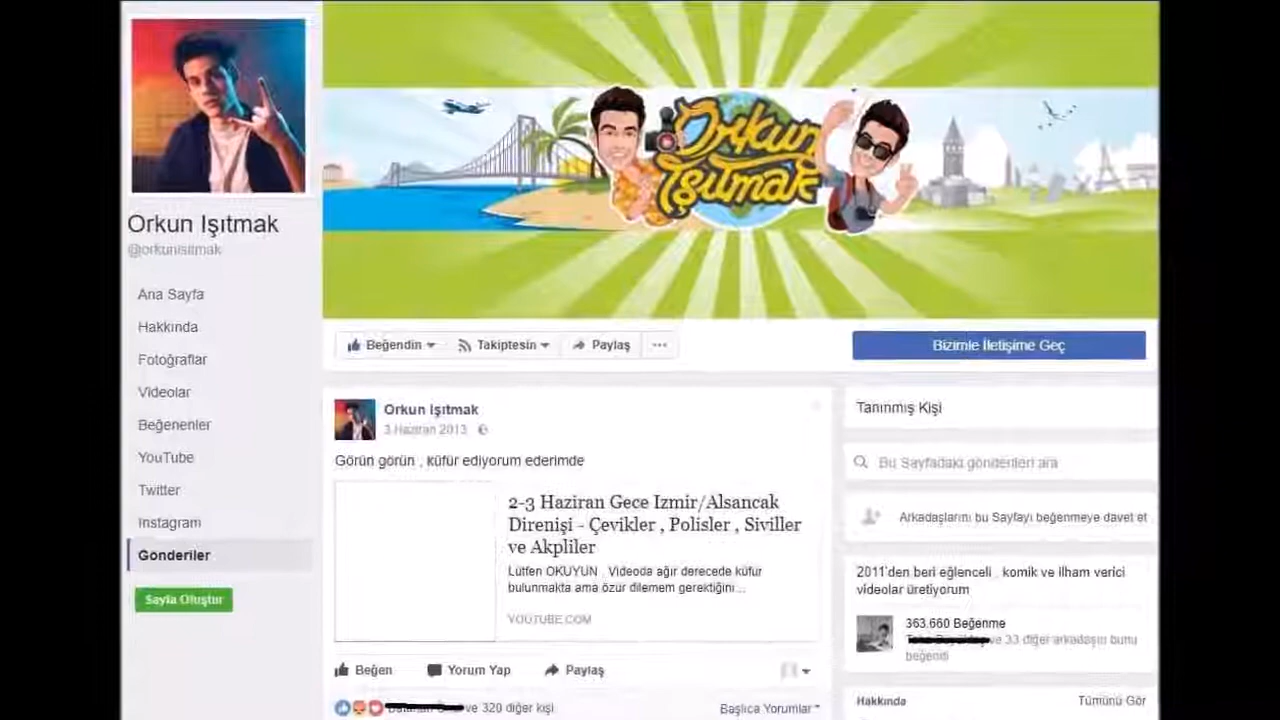 Orkun Işıtmak
Orkun Işıtmak
@orkunisitmak
Ana Sayfa
Hakkında
Fotoğraflar
Videolar
Beğenenler
YouTube
Twitter
Instagram
Gönderiler
Sayfa Oluştur
Beğendin
Takiptesin
Paylaş
Bizimle İletişime Geç
Orkun Işıtmak
3 Haziran 2013
Görün görün , küfür ediyorum ederimde
2-3 Haziran Gece Izmir/Alsancak
Direnişi - Çevikler , Polisler , Siviller
ve Akpliler
Lütfen OKUYUN . Videoda ağır derecede küfür
bulunmakta ama özür dilemem gerektiğini...
YOUTUBE.COM
Beğen
Yorum Yap
Paylaş
ve 320 diğer kişi
Başlıca Yorumlar
Tanınmış Kişi
Bu Sayfadaki gönderileri ara
Arkadaşlarını bu Sayfayı beğenmeye davet et
2011'den beri eğlenceli , komik ve ilham verici
videolar üretiyorum
363.660 Beğenme
ve 33 diğer arkadaşın bunu
beğendi
Hakkında
Tümünü Gör